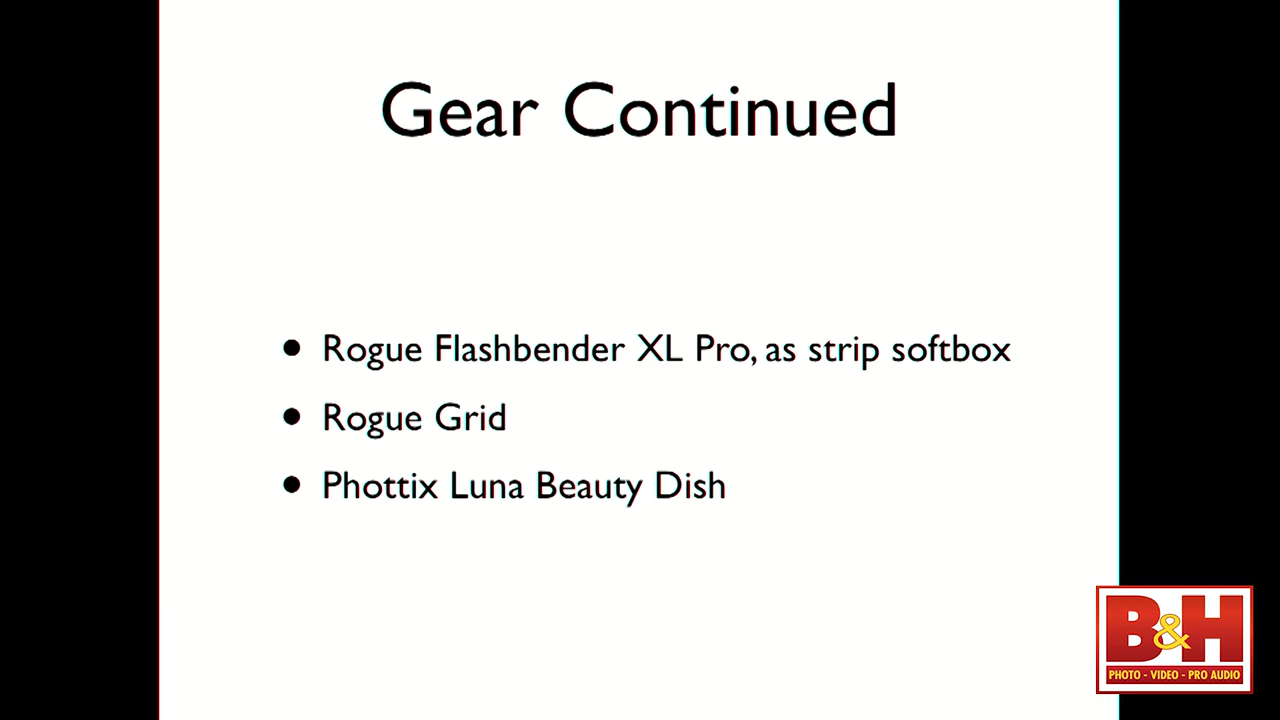 Gear Continued
• Rogue Flashbender XL Pro, as strip softbox
• Rogue Grid
• Phottix Luna Beauty Dish
B&H
PHOTO - VIDEO - PRO AUDIO